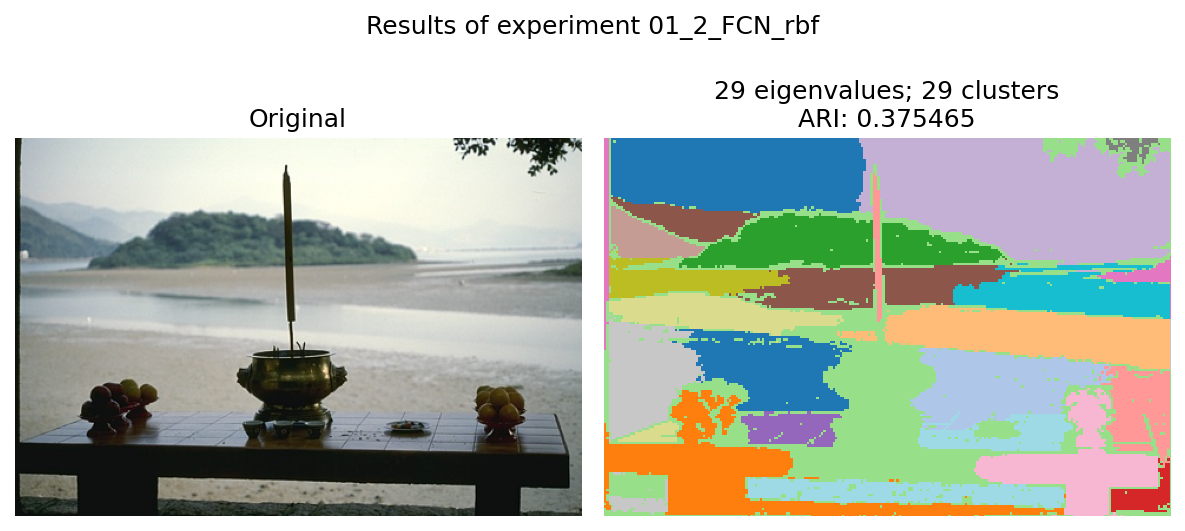 Results of experiment 01_2_FCN_rbf
Original
29 eigenvalues; 29 clusters
ARI: 0.375465